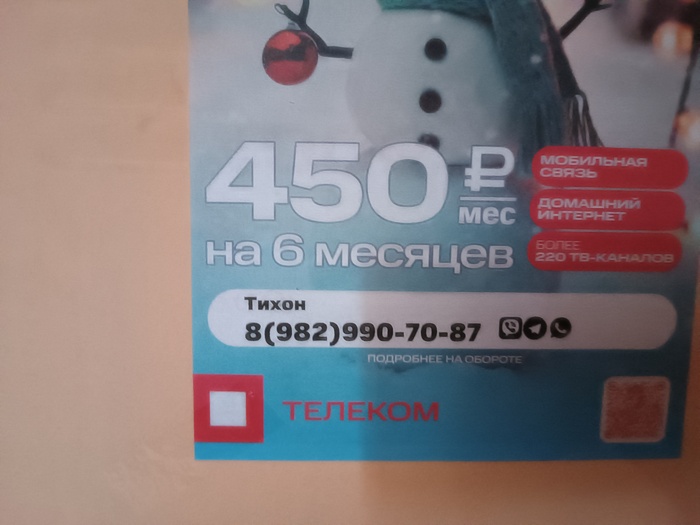 450 ₽
мес
на 6 месяцев
МОБИЛЬНАЯ
СВЯЗЬ
ДОМАШНИЙ
ИНТЕРНЕТ
БОЛЕЕ
220 ТВ-КАНАЛОВ
Тихон
8(982)990-70-87
ПОДРОБНЕЕ НА ОБОРОТЕ
ТЕЛЕКОМ